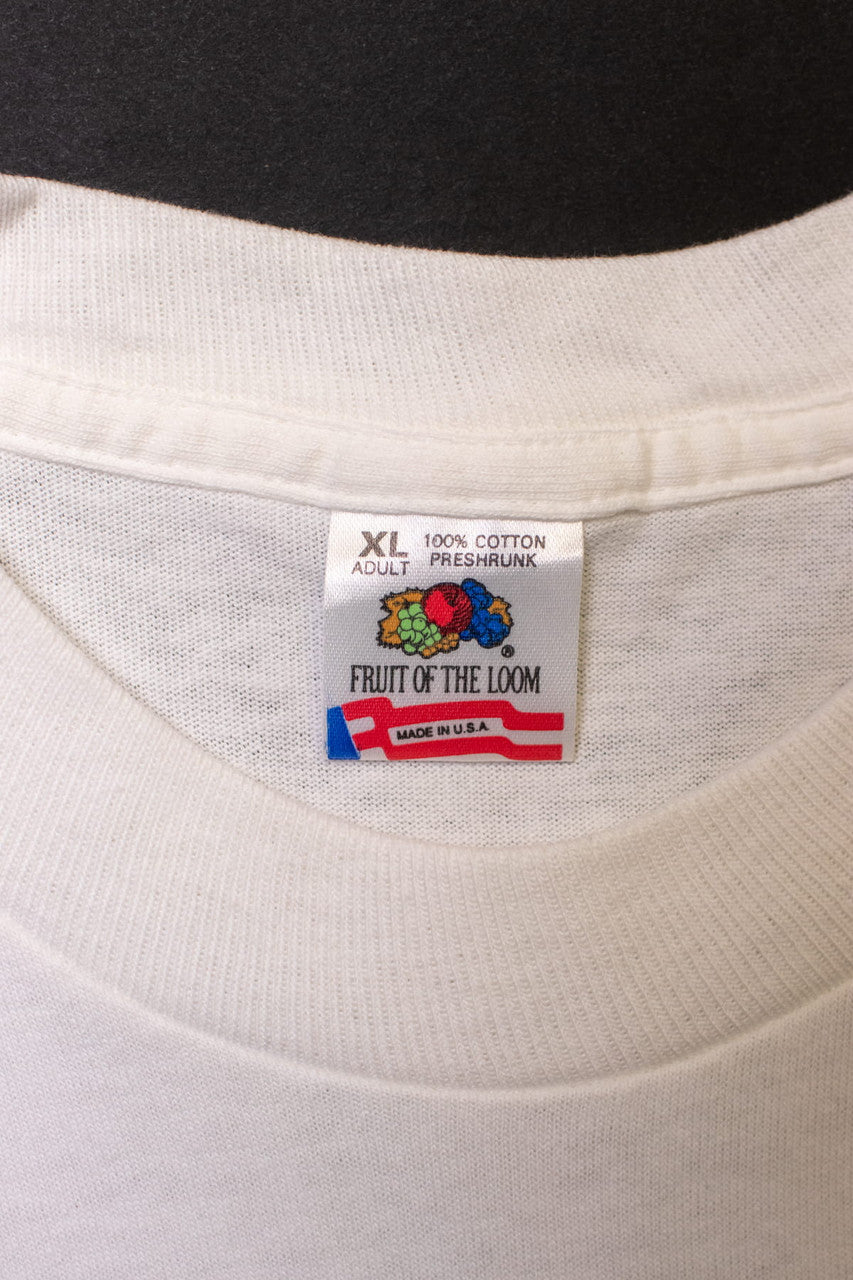 XL 100% COTTON
ADULT PRESHRUNK
®
FRUIT OF THE LOOM
MADE IN U.S.A.